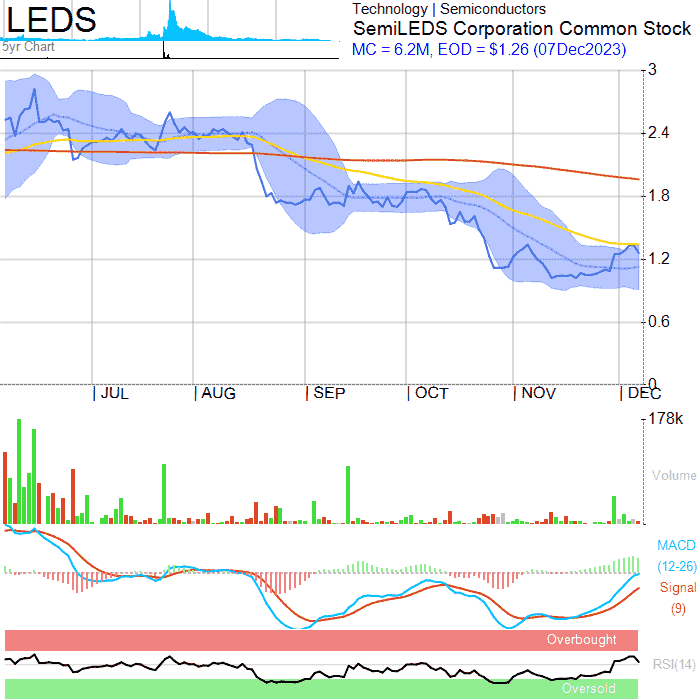 LEDS
5yr Chart
Technology | Semiconductors
SemiLEDS Corporation Common Stock
MC = 6.2M, EOD = $1.26 (07Dec2023)
3
2.4
1.8
1.2
0.6
0
| JUL | AUG | SEP | OCT | NOV | DEC
178k
Volume
MACD
(12-26)
Signal
(9)
Overbought
RSI(14)
Oversold